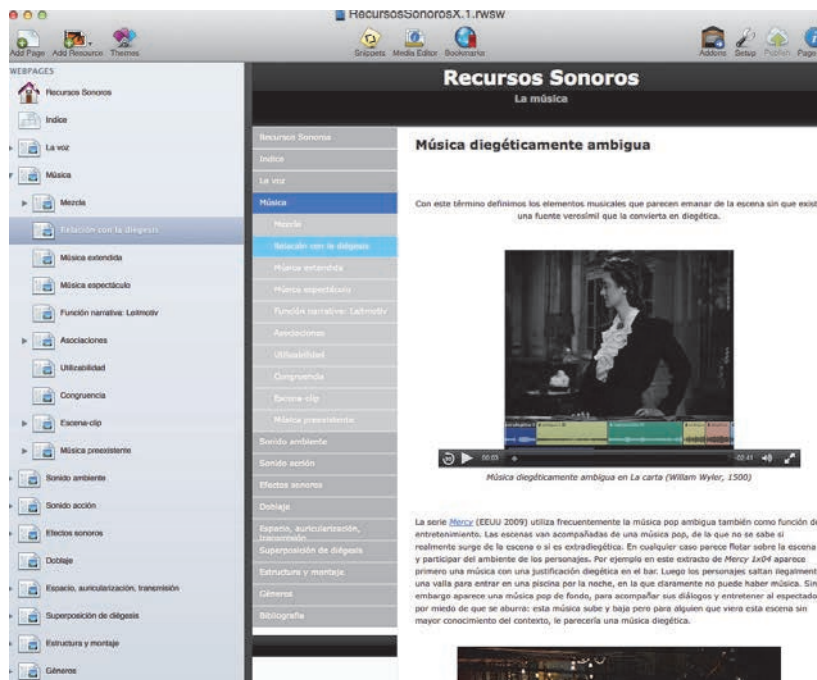 RecursosSonorosX.1.rwsw
Add Page
Add Resource
Themes
Snippets
Media Editor
Bookmarks
Addons
Setup
Publish
Page
WEBPAGES
Recursos Sonoros
Indice
La voz
Música
Mezcla
Relación con la diégesis
Música extendida
Música espectáculo
Función narrativa: Leitmotiv
Asociaciones
Utilizabilidad
Congruencia
Escena-clip
Música preexistente
Sonido ambiente
Sonido acción
Efectos sonoros
Doblaje
Espacio, auricularización, transmisión
Superposición de diégesis
Estructura y montaje
Géneros
Recursos Sonoros
La música
Recursos Sonoros
Indice
La voz
Música
Mezcla
Relación con la diégesis
Música extendida
Música espectáculo
Función narrativa: Leitmotiv
Asociaciones
Utilizabilidad
Congruencia
Escena-clip
Música preexistente
Sonido ambiente
Sonido acción
Efectos sonoros
Doblaje
Espacio, auricularización,
transmisión
Superposición de diégesis
Estructura y montaje
Géneros
Bibliografía
Música diegéticamente ambigua
Con este término definimos los elementos musicales que parecen emanar de la escena sin que exist
una fuente verosímil que la convierta en diegética.
00:03
-02:41
Música diegéticamente ambigua en La carta (Willam Wyler, 1500)
La serie Mercy (EEUU 2009) utiliza frecuentemente la música pop ambigua también como función de
entretenimiento. Las escenas van acompañadas de una música pop, de la que no se sabe si
realmente surge de la escena o si es extradiegética. En cualquier caso parece flotar sobre la escena
y participar del ambiente de los personajes. Por ejemplo en este extracto de Mercy 1x04 aparece
primero una música con una justificación diegética en el bar. Luego los personajes saltan ilegalment
una valla para entrar en una piscina por la noche, en la que claramente no puede haber música. Sin
embargo aparece una música pop de fondo, para acompañar sus diálogos y entretener al espectado
por miedo de que se aburra: esta música sube y baja pero para alguien que viera esta escena sin
mayor conocimiento del contexto, le parecería una música diegética.